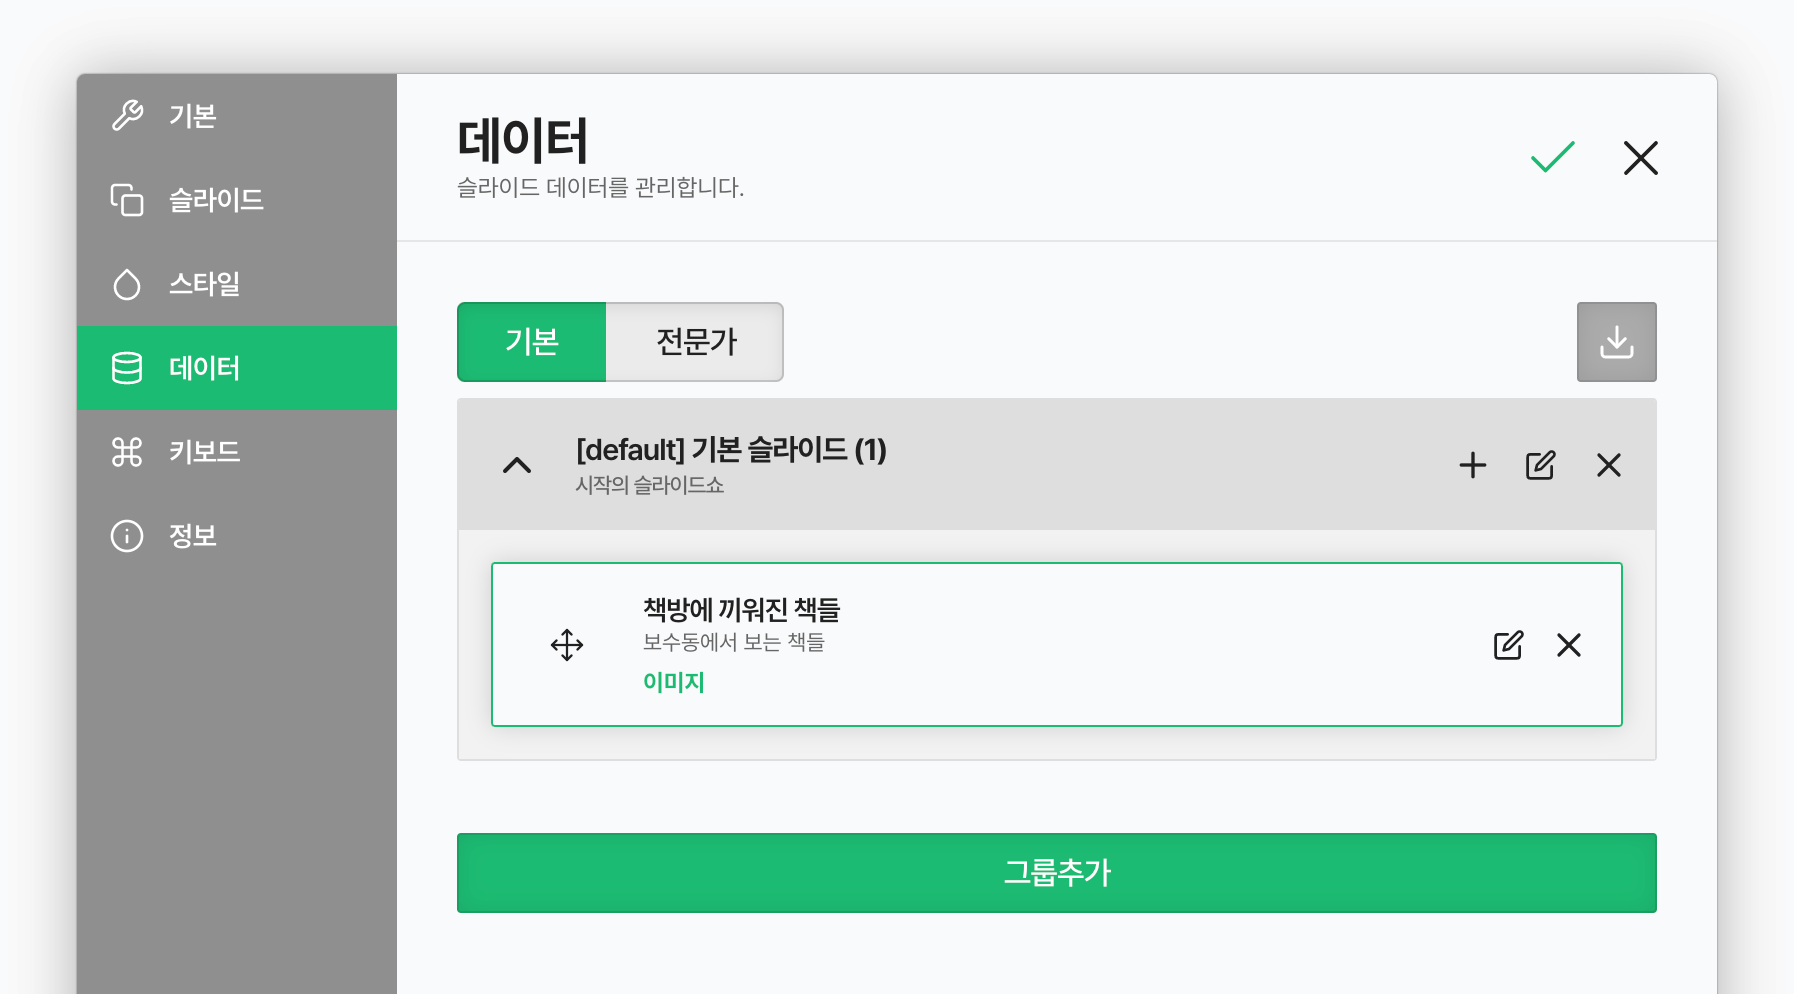 기본
슬라이드
스타일
데이터
키보드
정보
데이터
슬라이드 데이터를 관리합니다.
기본
전문가
[default] 기본 슬라이드 (1)
시작의 슬라이드쇼
책방에 끼워진 책들
보수동에서 보는 책들
이미지
그룹추가